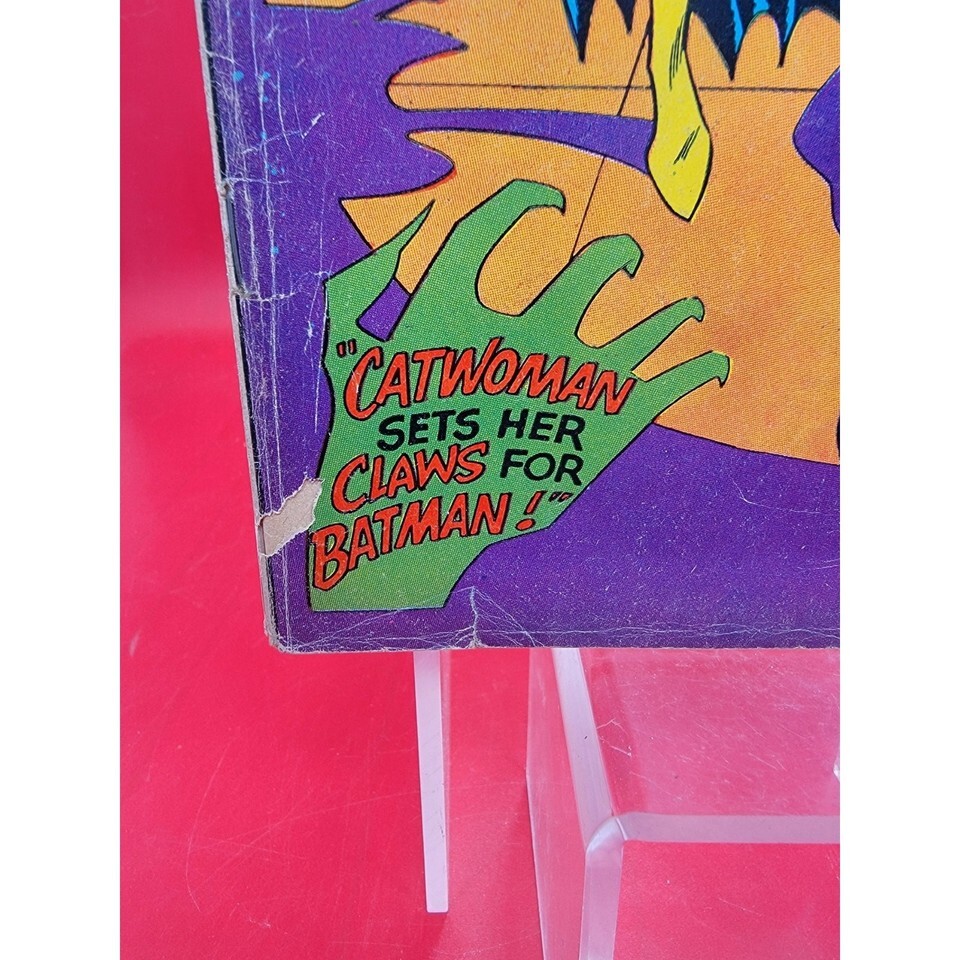 "CATWOMAN
SETS HER
CLAWS FOR
BATMAN!"